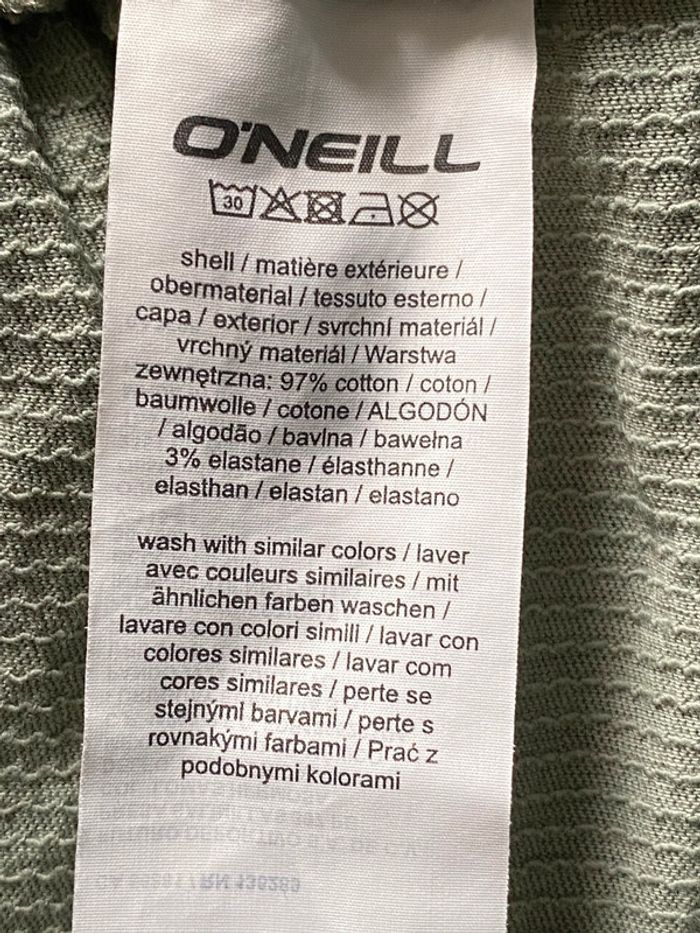 O'NEILL
30
shell / matière extérieure /
obermaterial / tessuto esterno /
capa / exterior / svrchní materiál /
vrchný materiál / Warstwa
zewnętrzna: 97% cotton / coton /
baumwolle / cotone / ALGODÓN
/ algodão / bavlna / bawełna
3% elastane / élasthanne /
elasthan / elastan / elastano
wash with similar colors / laver
avec couleurs similaires / mit
ähnlichen farben waschen /
lavare con colori simili / lavar con
colores similares / lavar com
cores similares / perte se
stejnými barvami / perte s
rovnakými farbami / Prać z
podobnymi kolorami